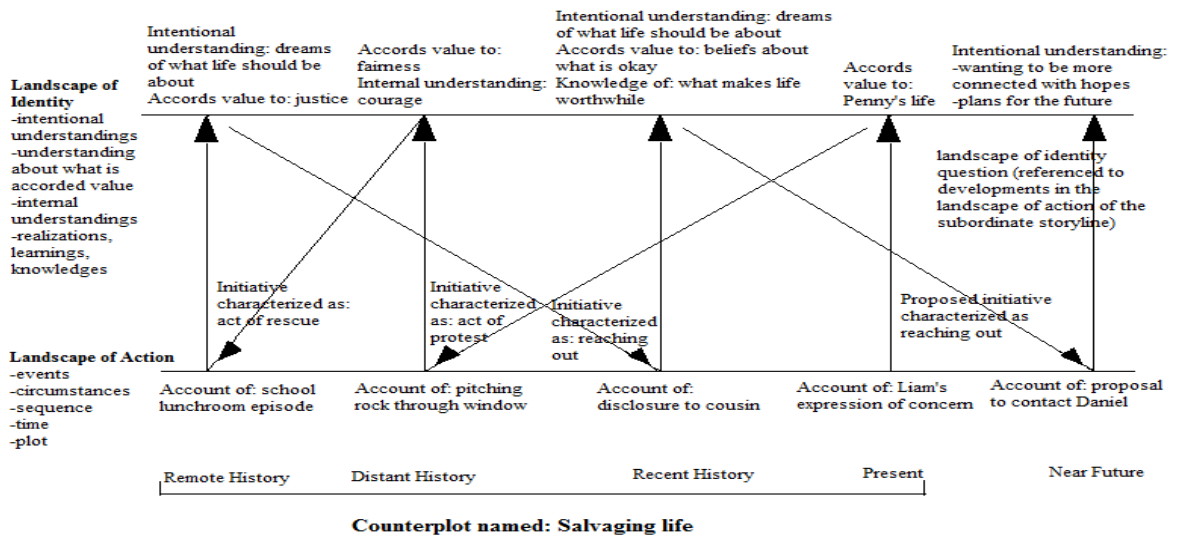 Intentional
understanding: dreams
of what life should be
about
Accords value to: justice
Accords value to:
fairness
Internal understanding:
courage
Intentional understanding: dreams
of what life should be about
Accords value to: beliefs about
what is okay
Knowledge of: what makes life
worthwhile
Accords
value to:
Penny's life
Intentional understanding:
-wanting to be more
connected with hopes
-plans for the future
Landscape of
Identity
-intentional
understandings
-understanding
about what is
accorded value
-internal
understandings
-realizations,
learnings,
knowledges
landscape of identity
question (referenced to
developments in the
landscape of action of the
subordinate storyline)
Initiative
characterized as:
act of rescue
Initiative
characterized
as: act of
protest
Initiative
characterized
as: reaching
out
Proposed initiative
characterized as
reaching out
Landscape of Action
-events
-circumstances
-sequence
-time
-plot
Account of: school
lunchroom episode
Account of: pitching
rock through window
Account of:
disclosure to cousin
Account of: Liam's
expression of concern
Account of: proposal
to contact Daniel
Remote History
Distant History
Recent History
Present
Near Future
Counterplot named: Salvaging life